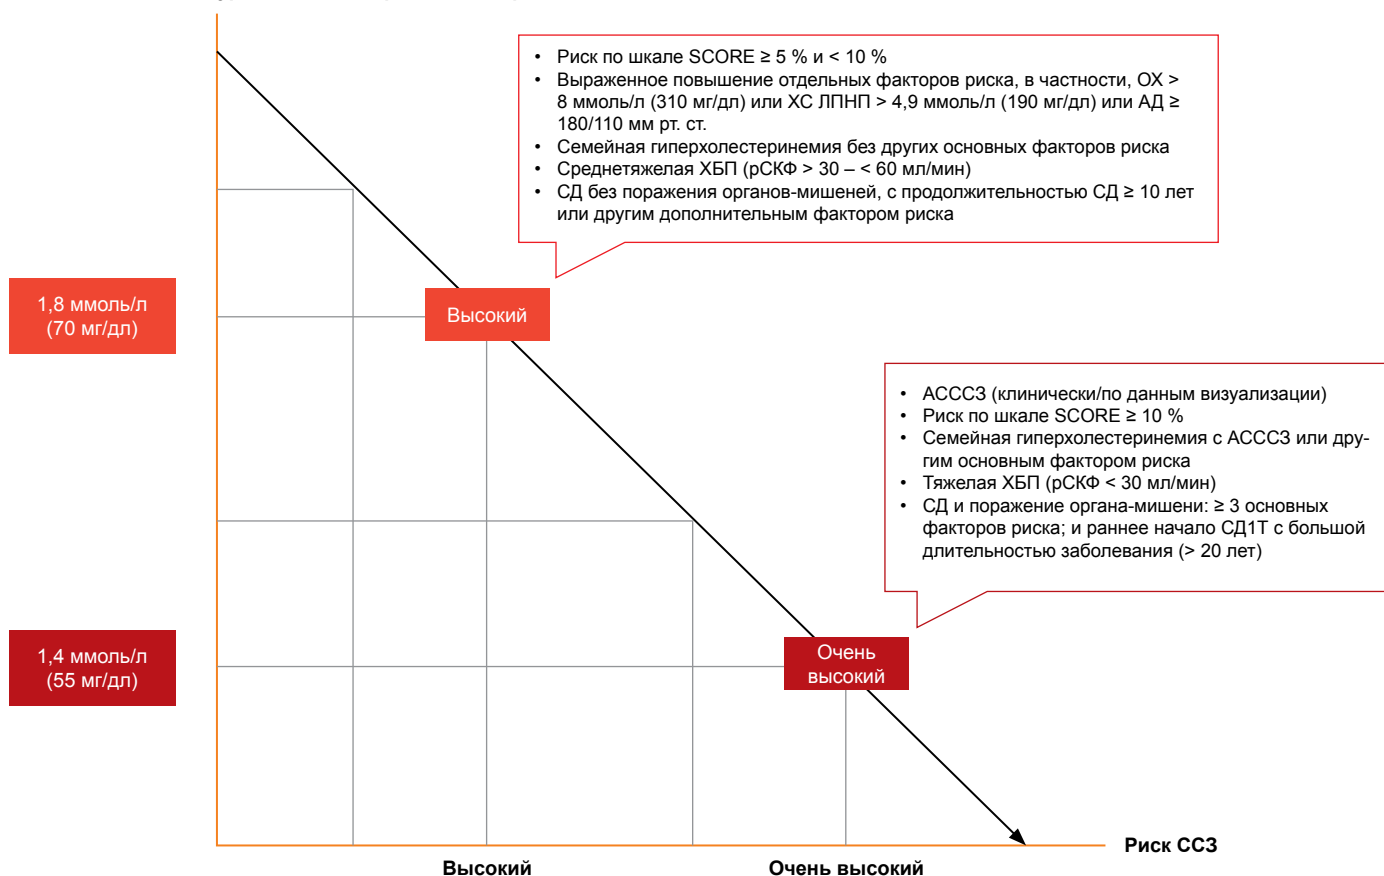 • Риск по шкале SCORE ≥ 5 % и < 10 %
• Выраженное повышение отдельных факторов риска, в частности, ОХ >
8 ммоль/л (310 мг/дл) или ХС ЛПНП > 4,9 ммоль/л (190 мг/дл) или АД ≥
180/110 мм рт. ст.
• Семейная гиперхолестеринемия без других основных факторов риска
• Среднетяжелая ХБП (рСКФ > 30 – < 60 мл/мин)
• СД без поражения органов-мишеней, с продолжительностью СД ≥ 10 лет
или другим дополнительным фактором риска
1,8 ммоль/л
(70 мг/дл)
Высокий
• АССЗ (клинически/по данным визуализации)
• Риск по шкале SCORE ≥ 10 %
• Семейная гиперхолестеринемия с АССЗ или дру-
гим основным фактором риска
• Тяжелая ХБП (рСКФ < 30 мл/мин)
• СД и поражение органа-мишени: ≥ 3 основных
факторов риска; и раннее начало СД1Т с большой
длительностью заболевания (> 20 лет)
1,4 ммоль/л
(55 мг/дл)
Очень
высокий
Риск ССЗ
Высокий
Очень высокий